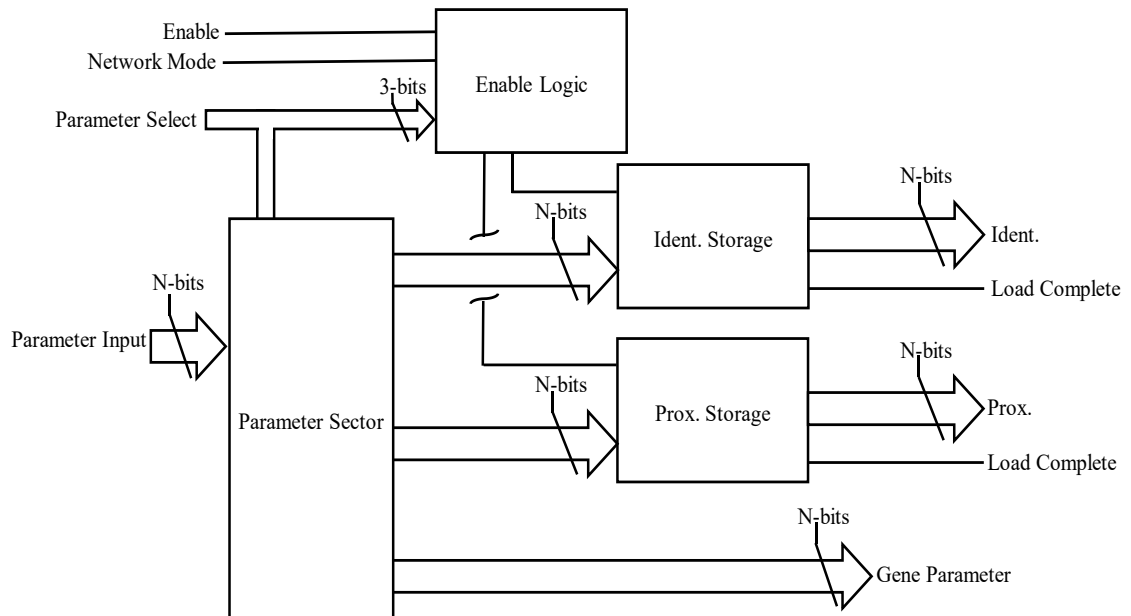 Enable
Network Mode
3-bits
Enable Logic
Parameter Select
N-bits
N-bits
Ident. Storage
Ident.
N-bits
Load Complete
Parameter Input
N-bits
N-bits
Parameter Sector
Prox. Storage
Prox.
Load Complete
N-bits
Gene Parameter